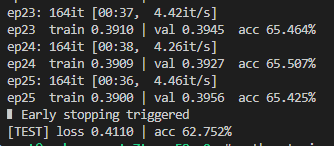 ep23: 164it [00:37,  4.42it/s]
ep23  train 0.3910 | val 0.3945  acc 65.464%
ep24: 164it [00:38,  4.26it/s]
ep24  train 0.3909 | val 0.3927  acc 65.507%
ep25: 164it [00:36,  4.46it/s]
ep25  train 0.3900 | val 0.3956  acc 65.425%
Early stopping triggered
[TEST] loss 0.4110 | acc 62.752%